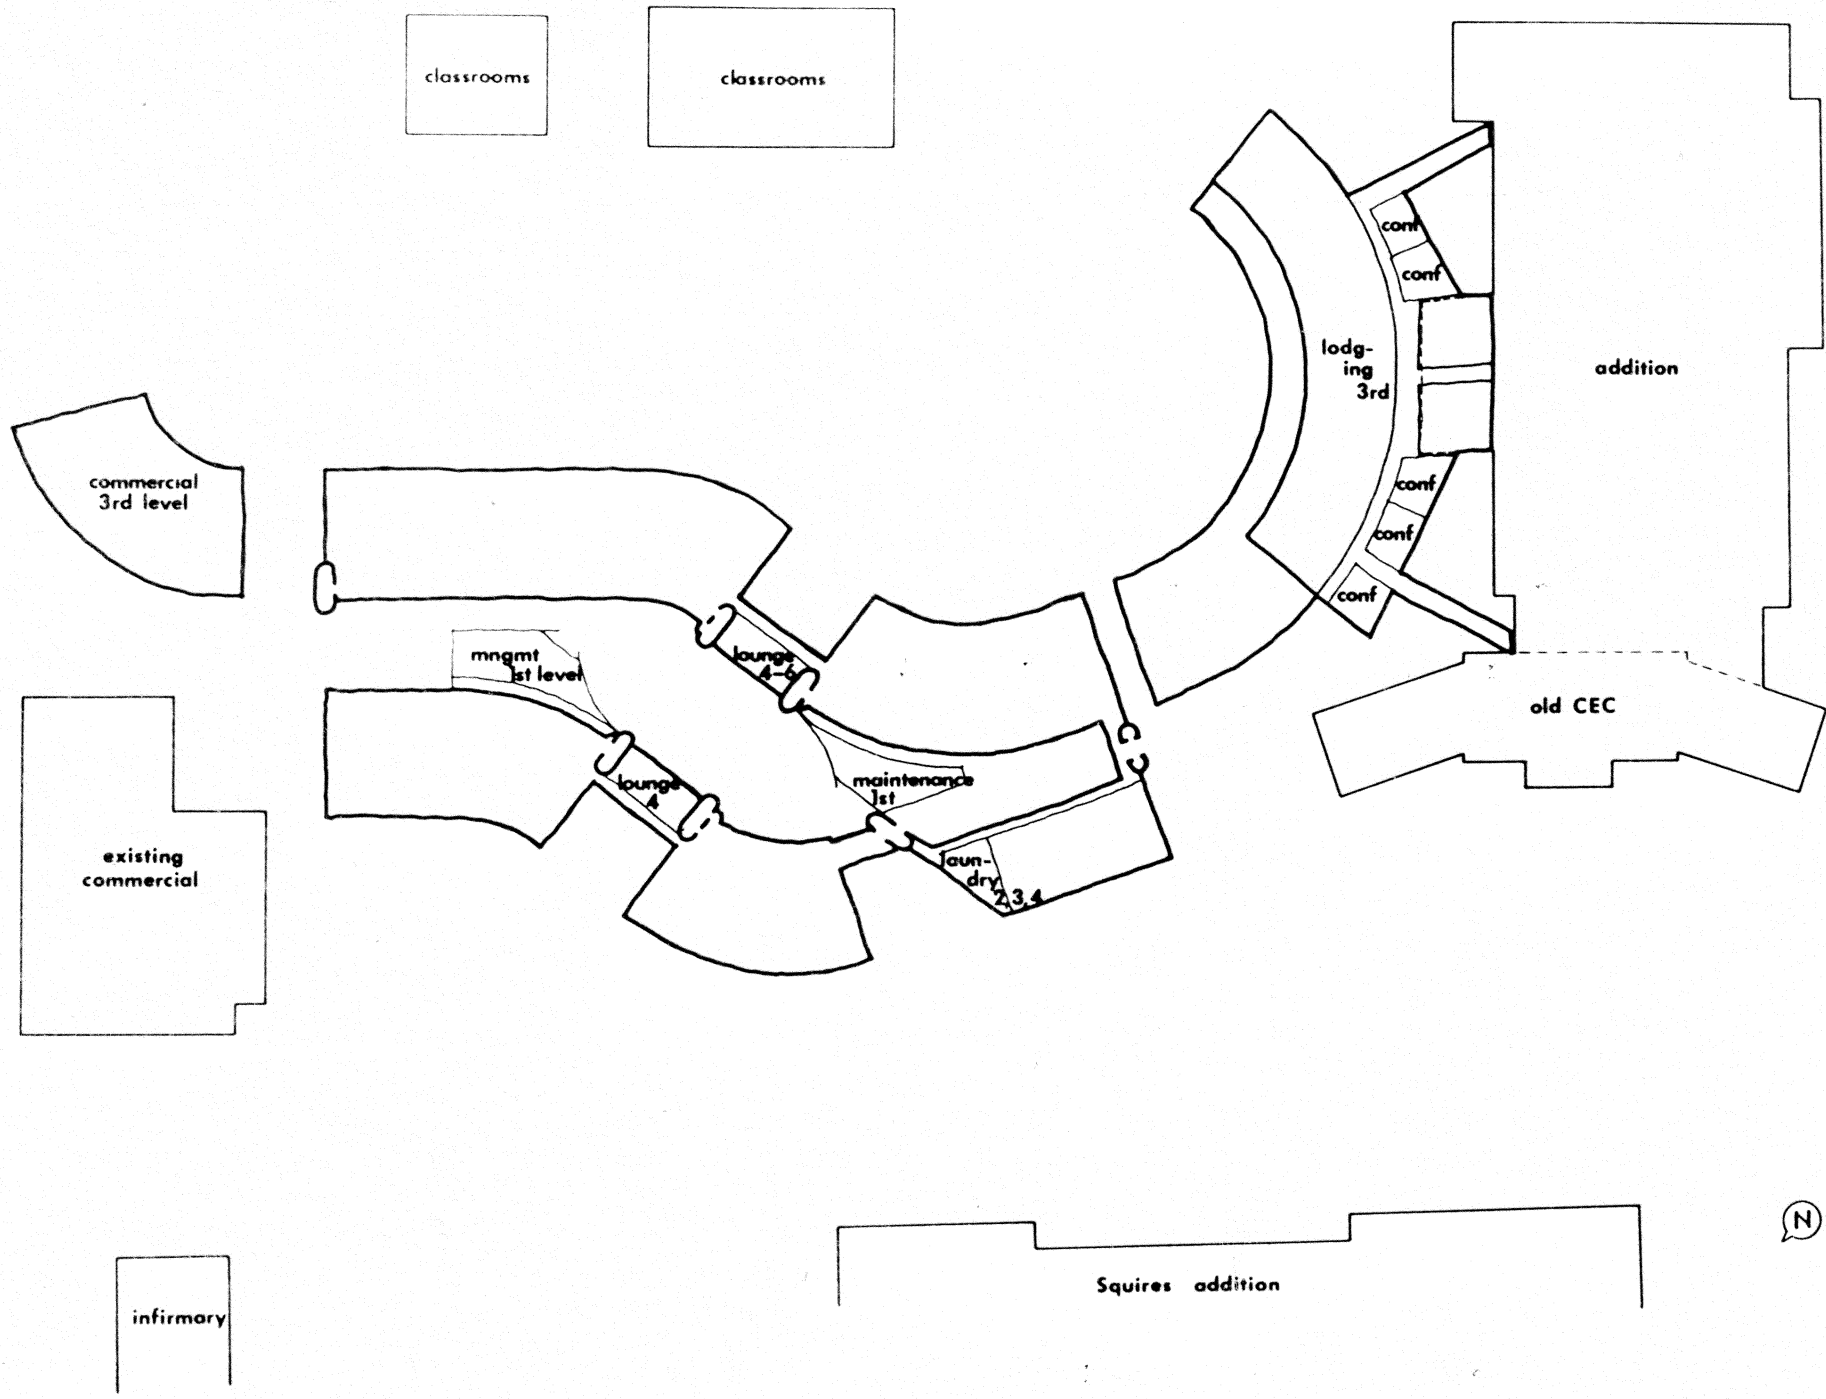 classrooms
classrooms
conf
conf
lodg-
ing
3rd
addition
commercial
3rd level
conf
conf
conf
mngmt
1st level
lounge
4-6
old CEC
lounge
4
maintenance
1st
existing
commercial
laun-
dry
2,3,4
N
Squires addition
infirmary